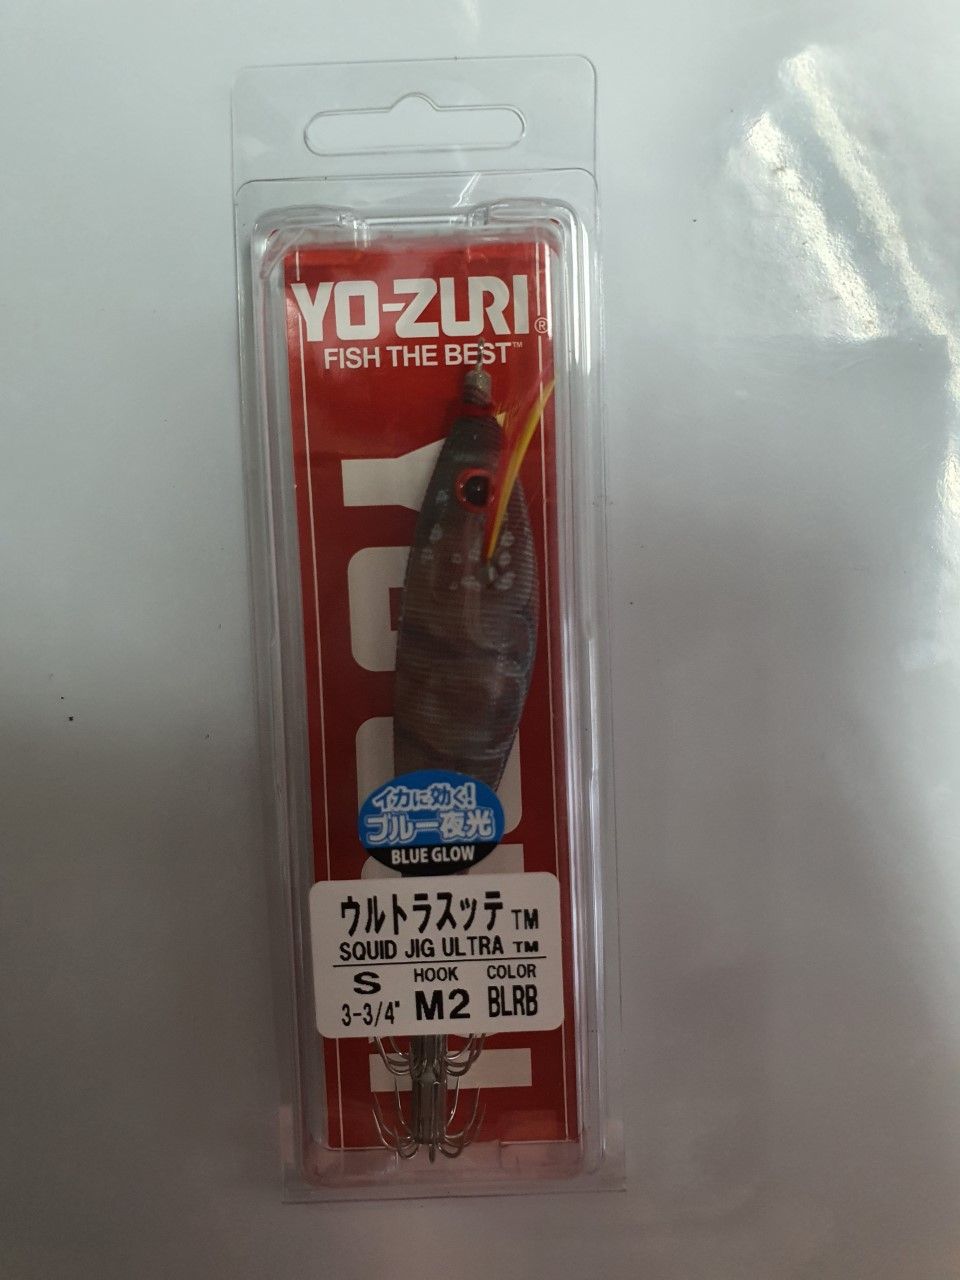 YO-ZURI®
FISH THE BEST™
イカに効く!
ブルー夜光
BLUE GLOW
ウルトラスッテ TM
SQUID JIG ULTRA TM
S HOOK COLOR
3-3/4" M2 BLRB